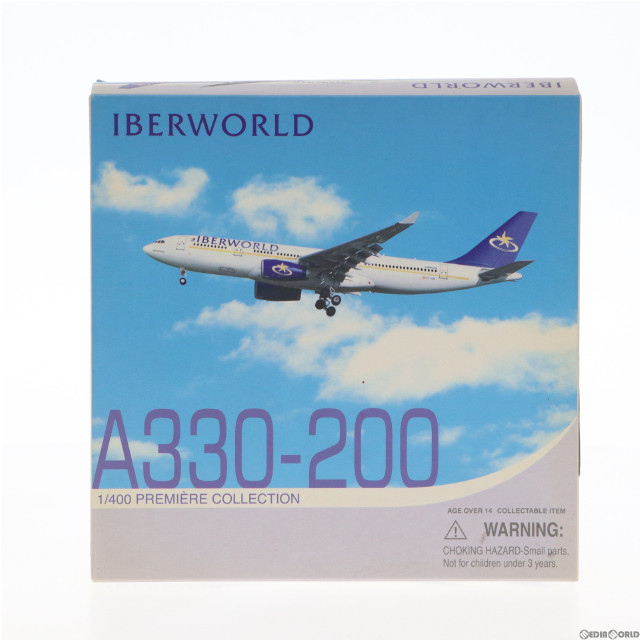 IBERWORLD
IBERWORLD
IBERWORLD
A330-200
1/400 PREMIÈRE COLLECTION
AGE OVER 14 COLLECTABLE ITEM
WARNING:
CHOKING HAZARD-Small parts.
Not for children under 3 years.
MEDIAWORLD